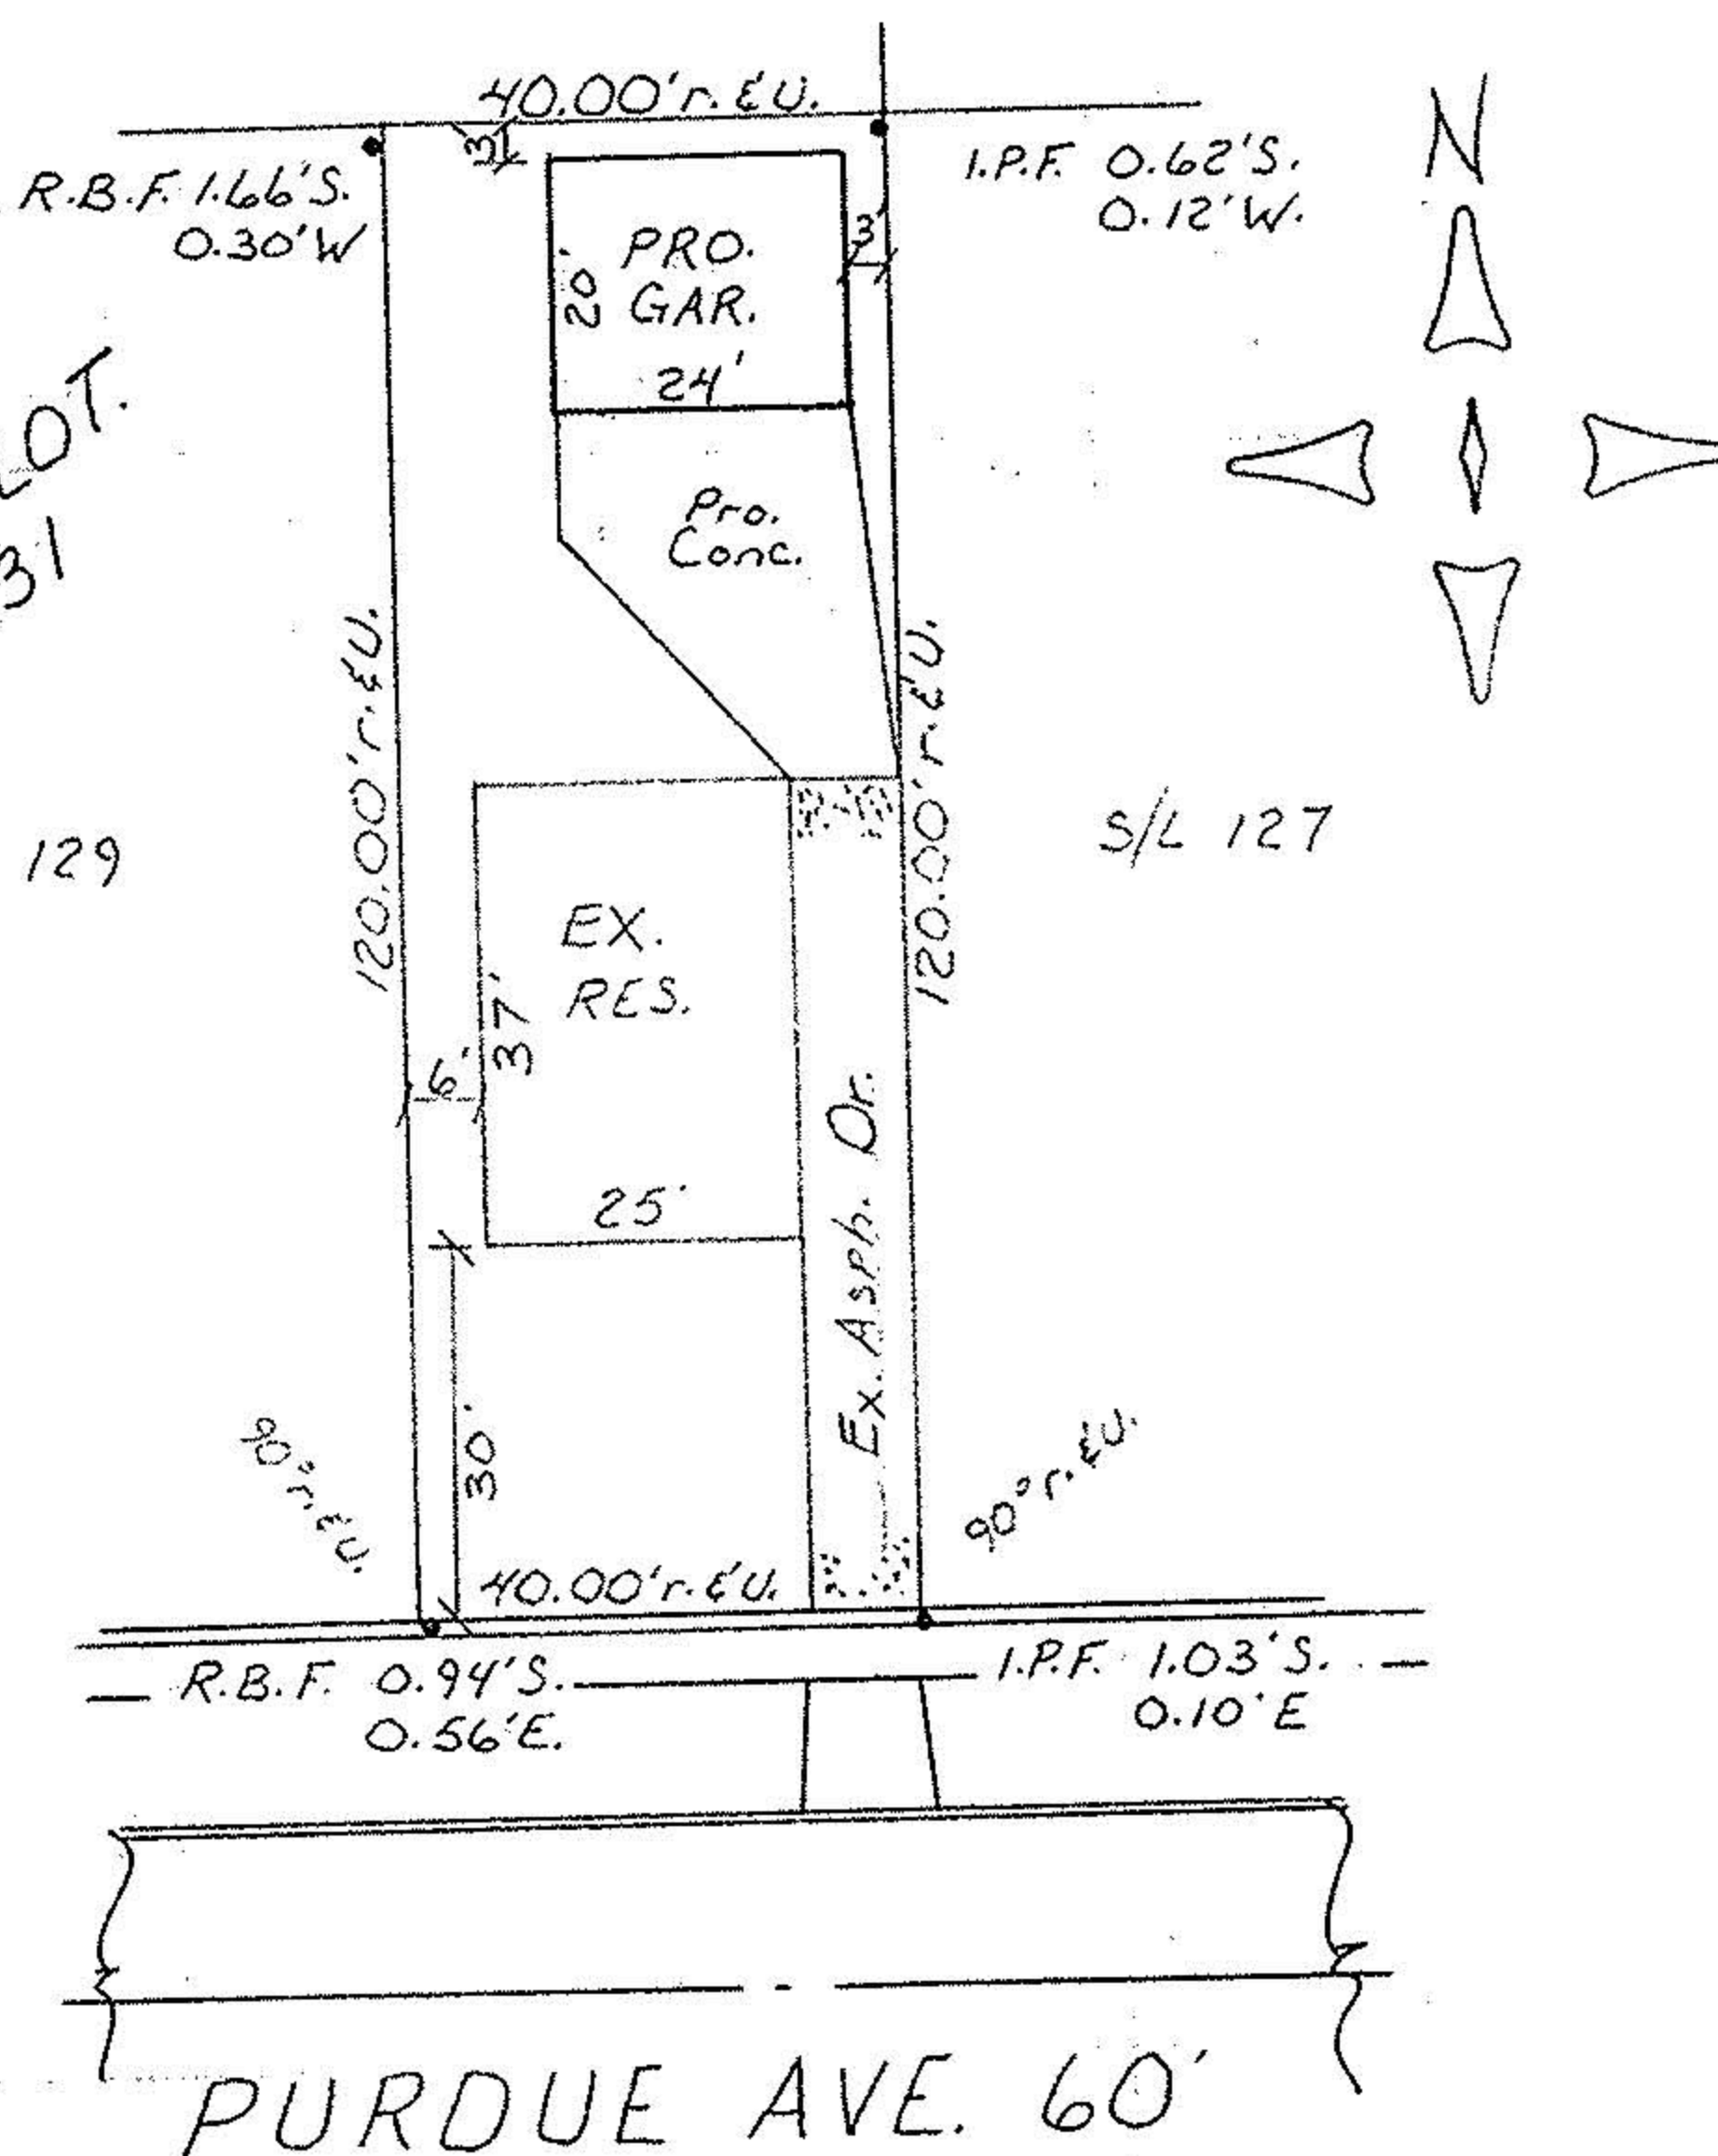 40.00'r.&U.
N
3'
R.B.F. 1.66'S.
0.30'W
I.P.F. 0.62'S.
0.12'W.
PRO.
GAR.
20'
3'
24'
LOT.
31
Pro.
Conc.
120.00'r.&U.
120.00'r.&U.
129
S/L 127
EX.
RES.
37'
6'
25'
Ex. Asph. Dr.
30'
90° r.&U.
90° r.&U.
40.00'r.&U.
R.B.F. 0.94'S.
0.56'E.
I.P.F. 1.03'S.
0.10'E
PURDUE AVE. 60'